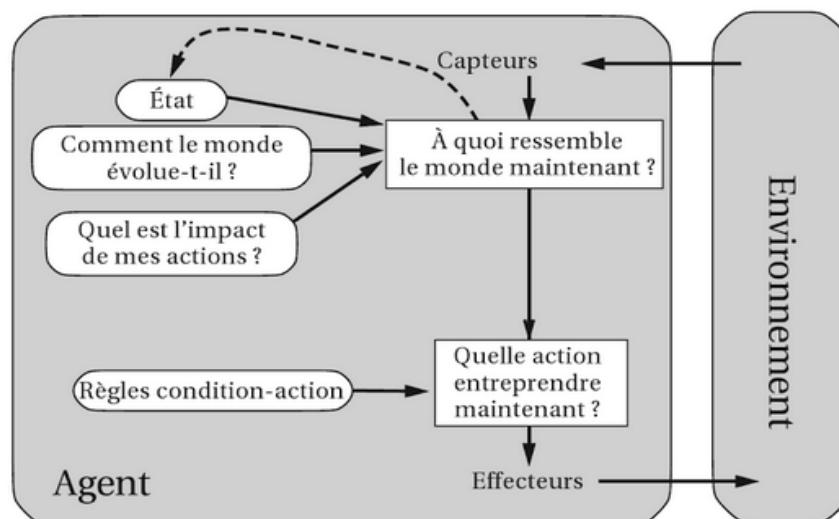 Capteurs
État
Comment le monde
évolue-t-il ?
À quoi ressemble
le monde maintenant ?
Quel est l’impact
de mes actions ?
Environnement
Règles condition-action
Quelle action
entreprendre
maintenant ?
Agent
Effecteurs